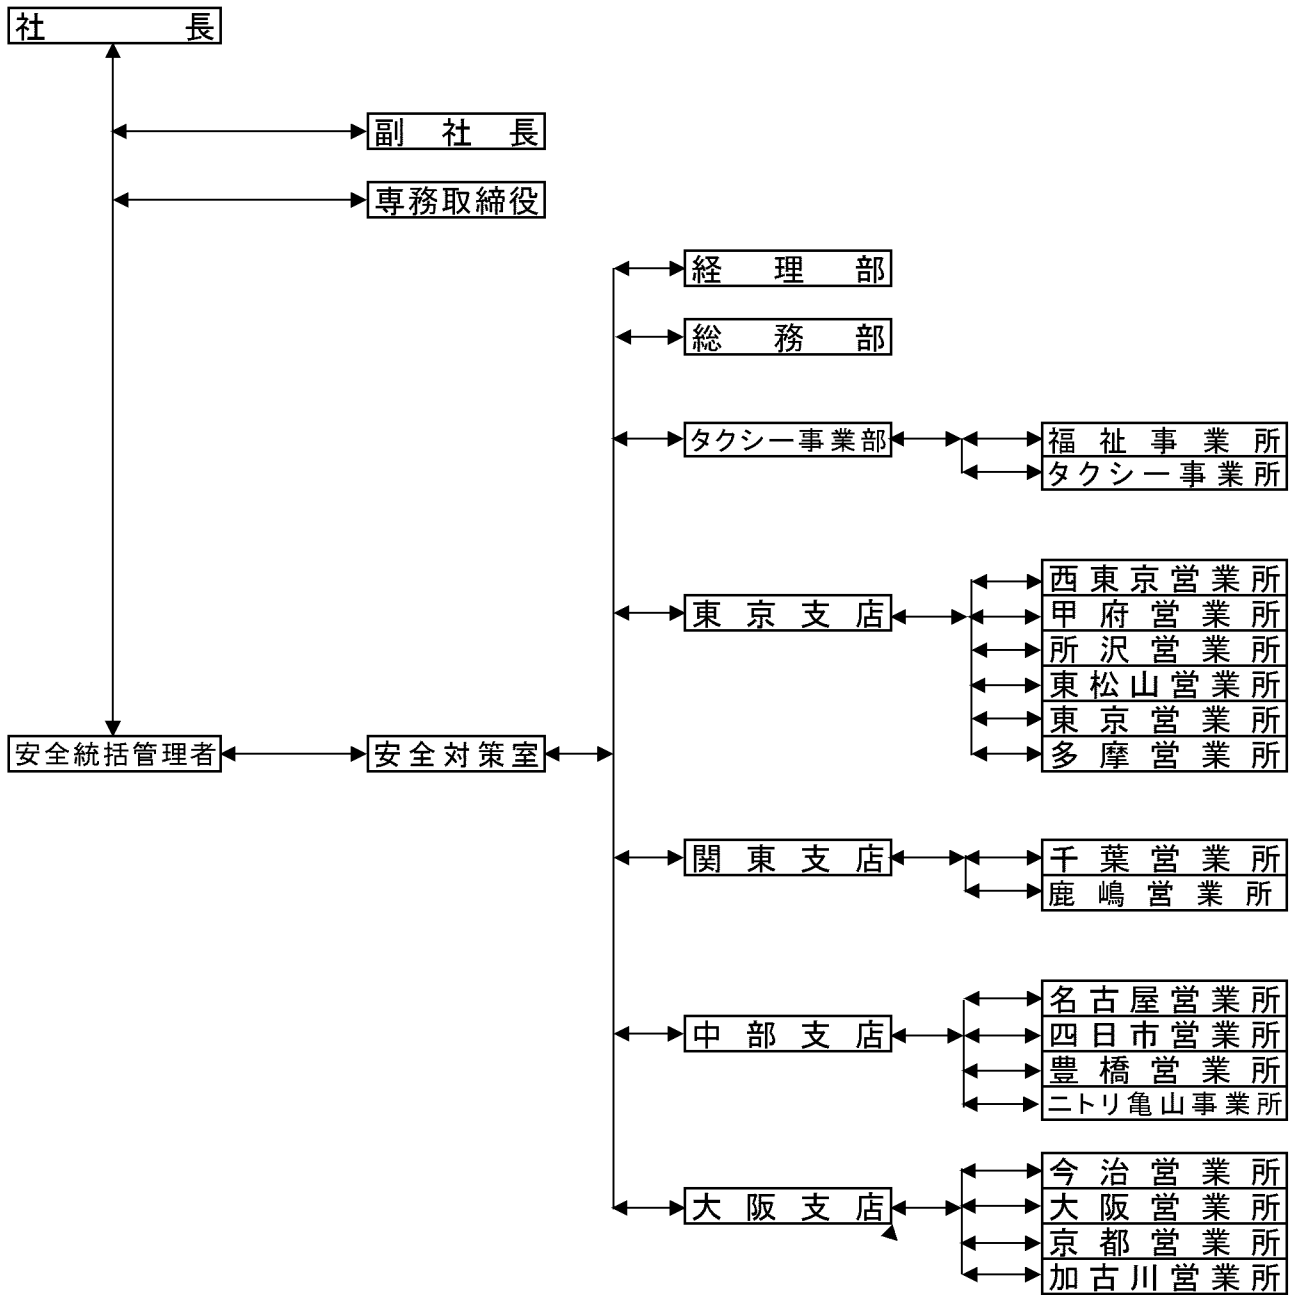 社長
副社長
専務取締役
経理部
総務部
タクシー事業部
福祉事業所
タクシー事業所
西東京営業所
甲府営業所
東京支店
所沢営業所
東松山営業所
東京営業所
安全統括管理者
安全対策室
多摩営業所
関東支店
千葉営業所
鹿嶋営業所
名古屋営業所
中部支店
四日市営業所
豊橋営業所
ニトリ亀山事業所
今治営業所
大阪支店
大阪営業所
京都営業所
加古川営業所